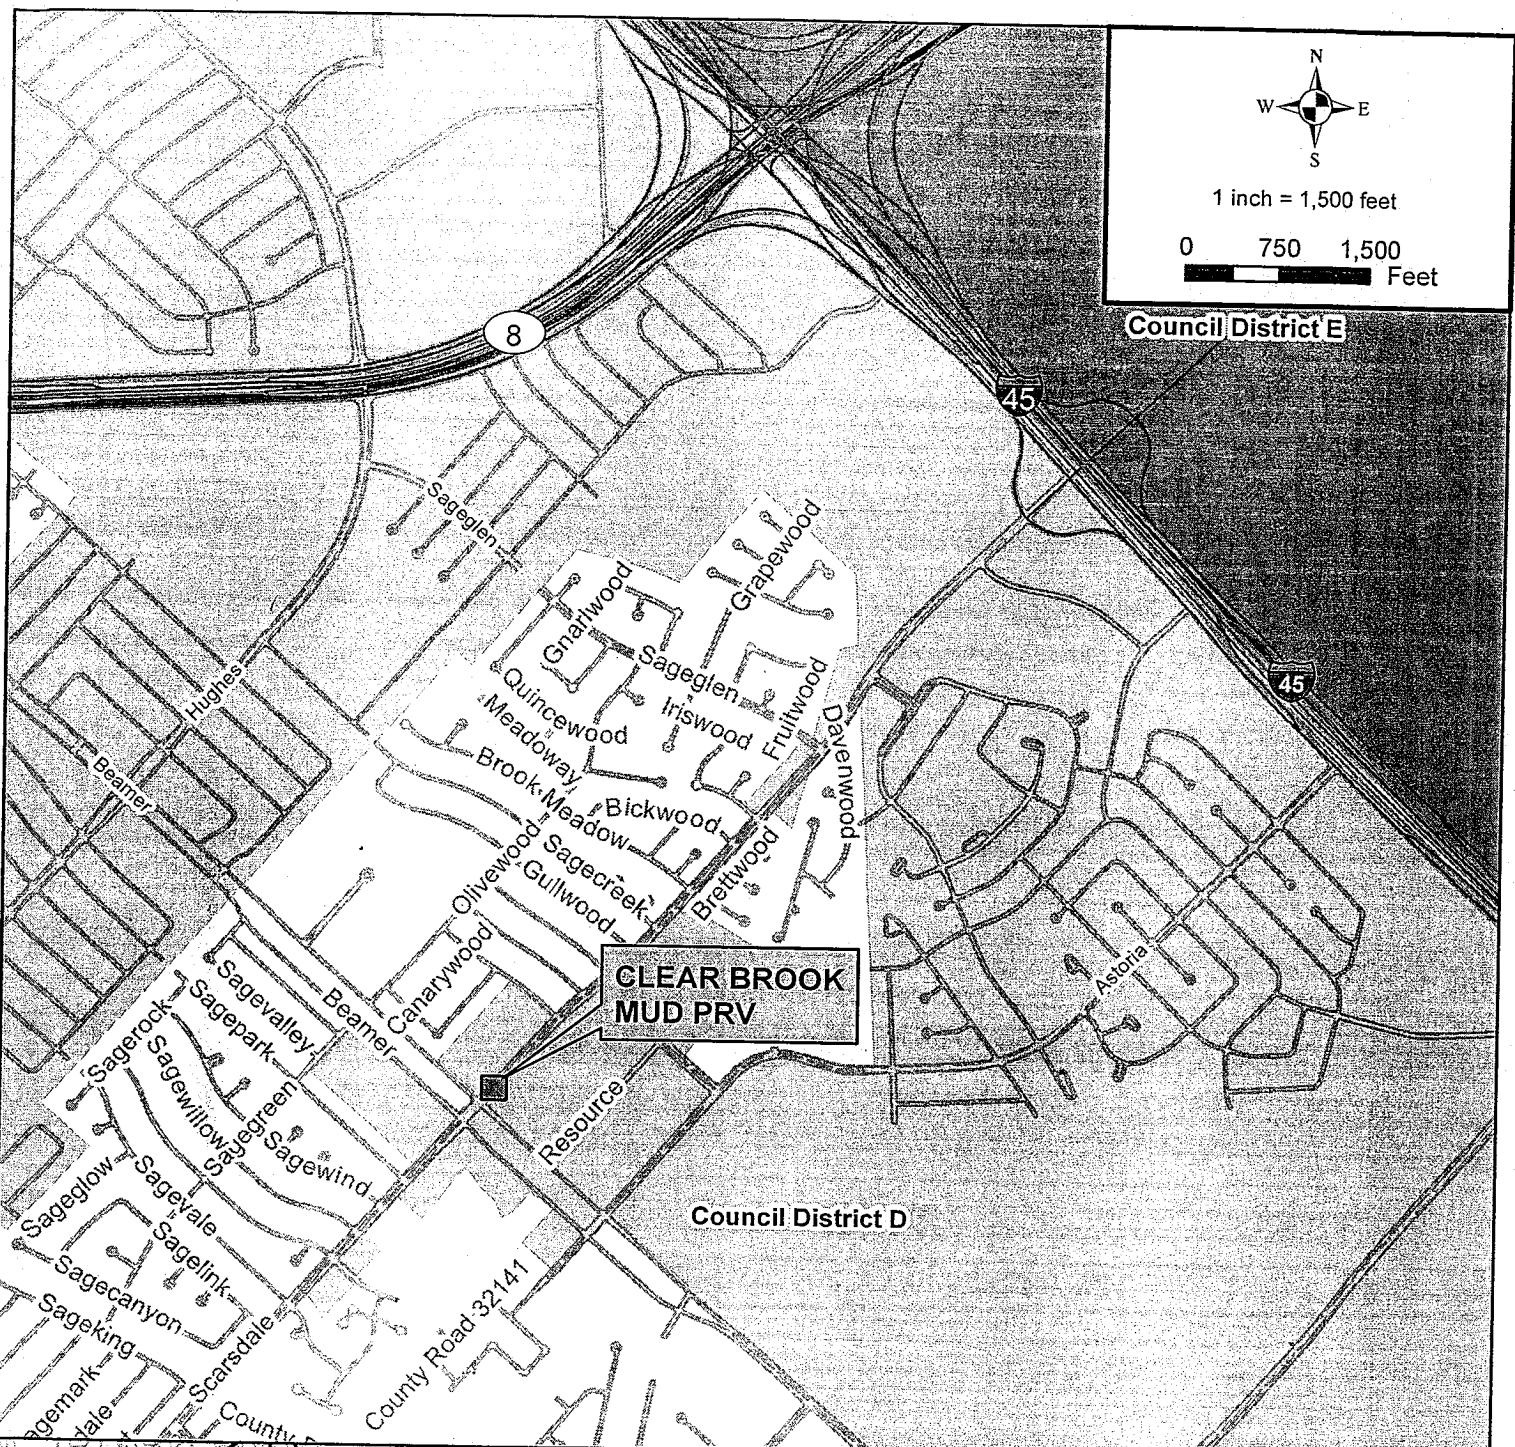 N
W E
S
1 inch = 1,500 feet
0 750 1,500
Feet
Council District E
8
45
Sageglen
Grapewood
Gnarlwood
Sageglen
45
Hughes
Quincewood
Iriswood
Fruitwood
Davenwood
Meadoway
Beamer
Brook Meadow
Bickwood
Olivewood
Sagecreek
Gullwood
Brettwood
Canarywood
Astoria
CLEAR BROOK
MUD PRV
Sagevalley
Sagepark
Beamer
Sagerock
Sagewillow
Sagegreen
Sagewind
Resource
Sageglow
Sagevale
Sagelink
Council District D
Sagecanyon
Sageking
County Road 32141
Scarsdale
agemark
dale
County